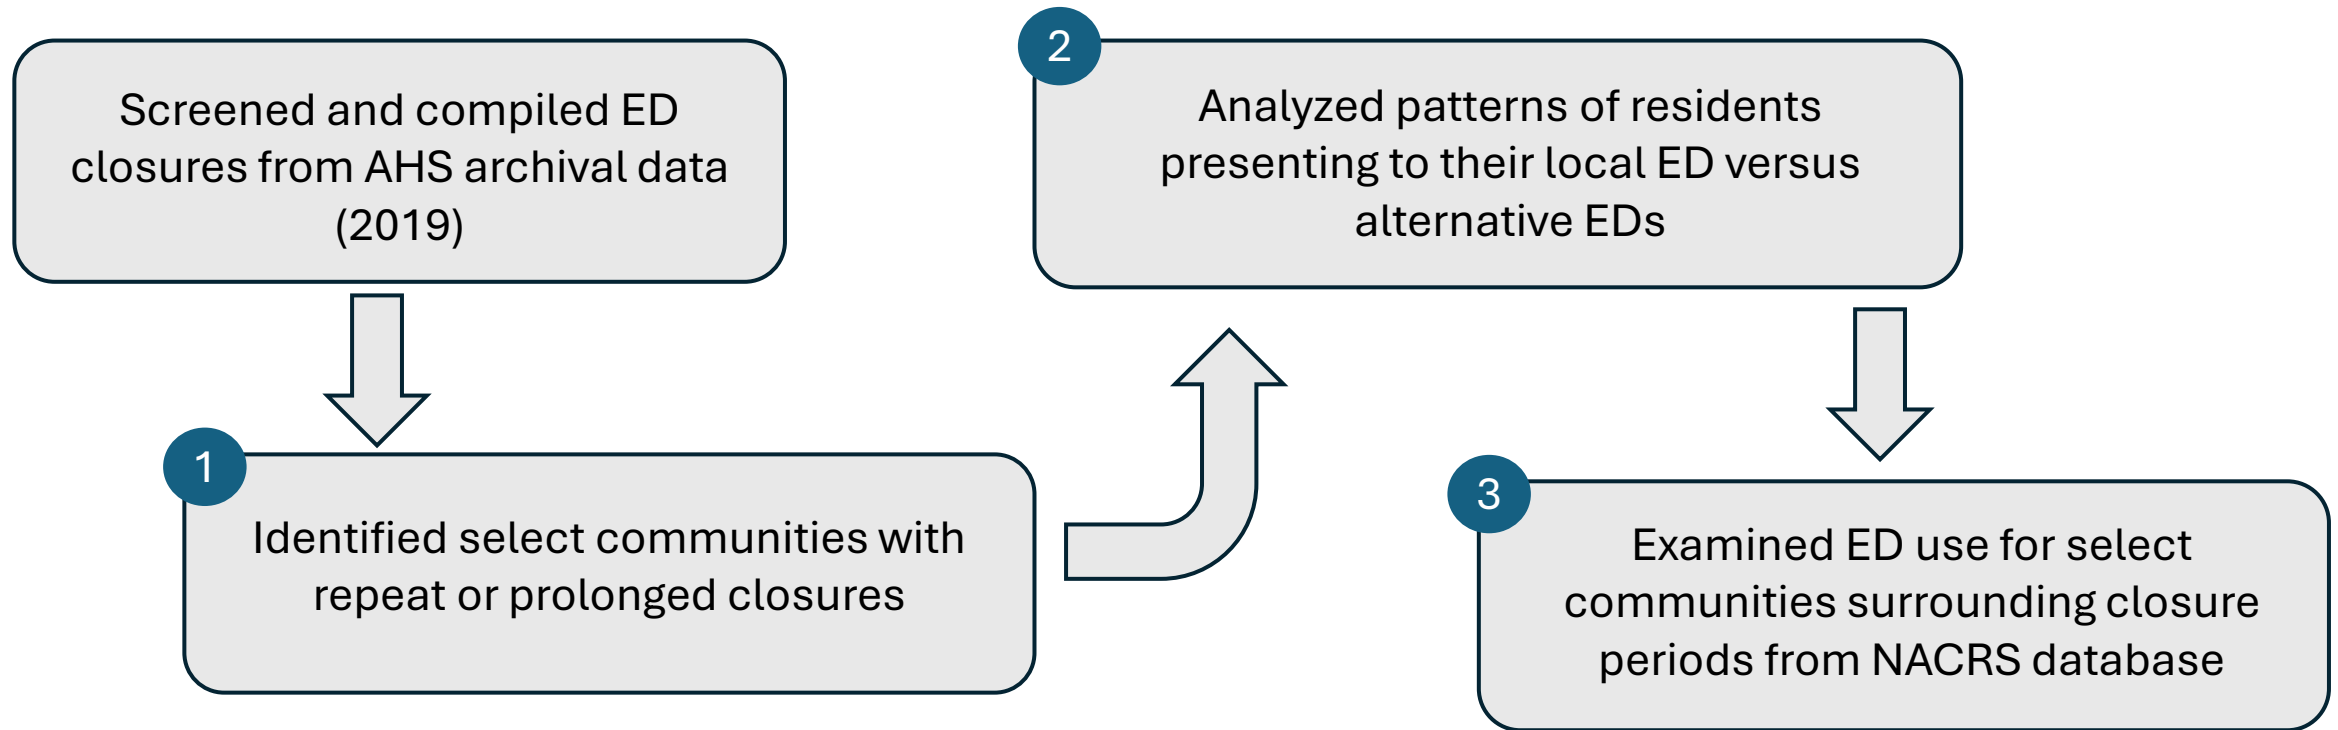 Screened and compiled ED
closures from AHS archival data
(2019)
1
Identified select communities with
repeat or prolonged closures
2
Analyzed patterns of residents
presenting to their local ED versus
alternative EDs
3
Examined ED use for select
communities surrounding closure
periods from NACRS database